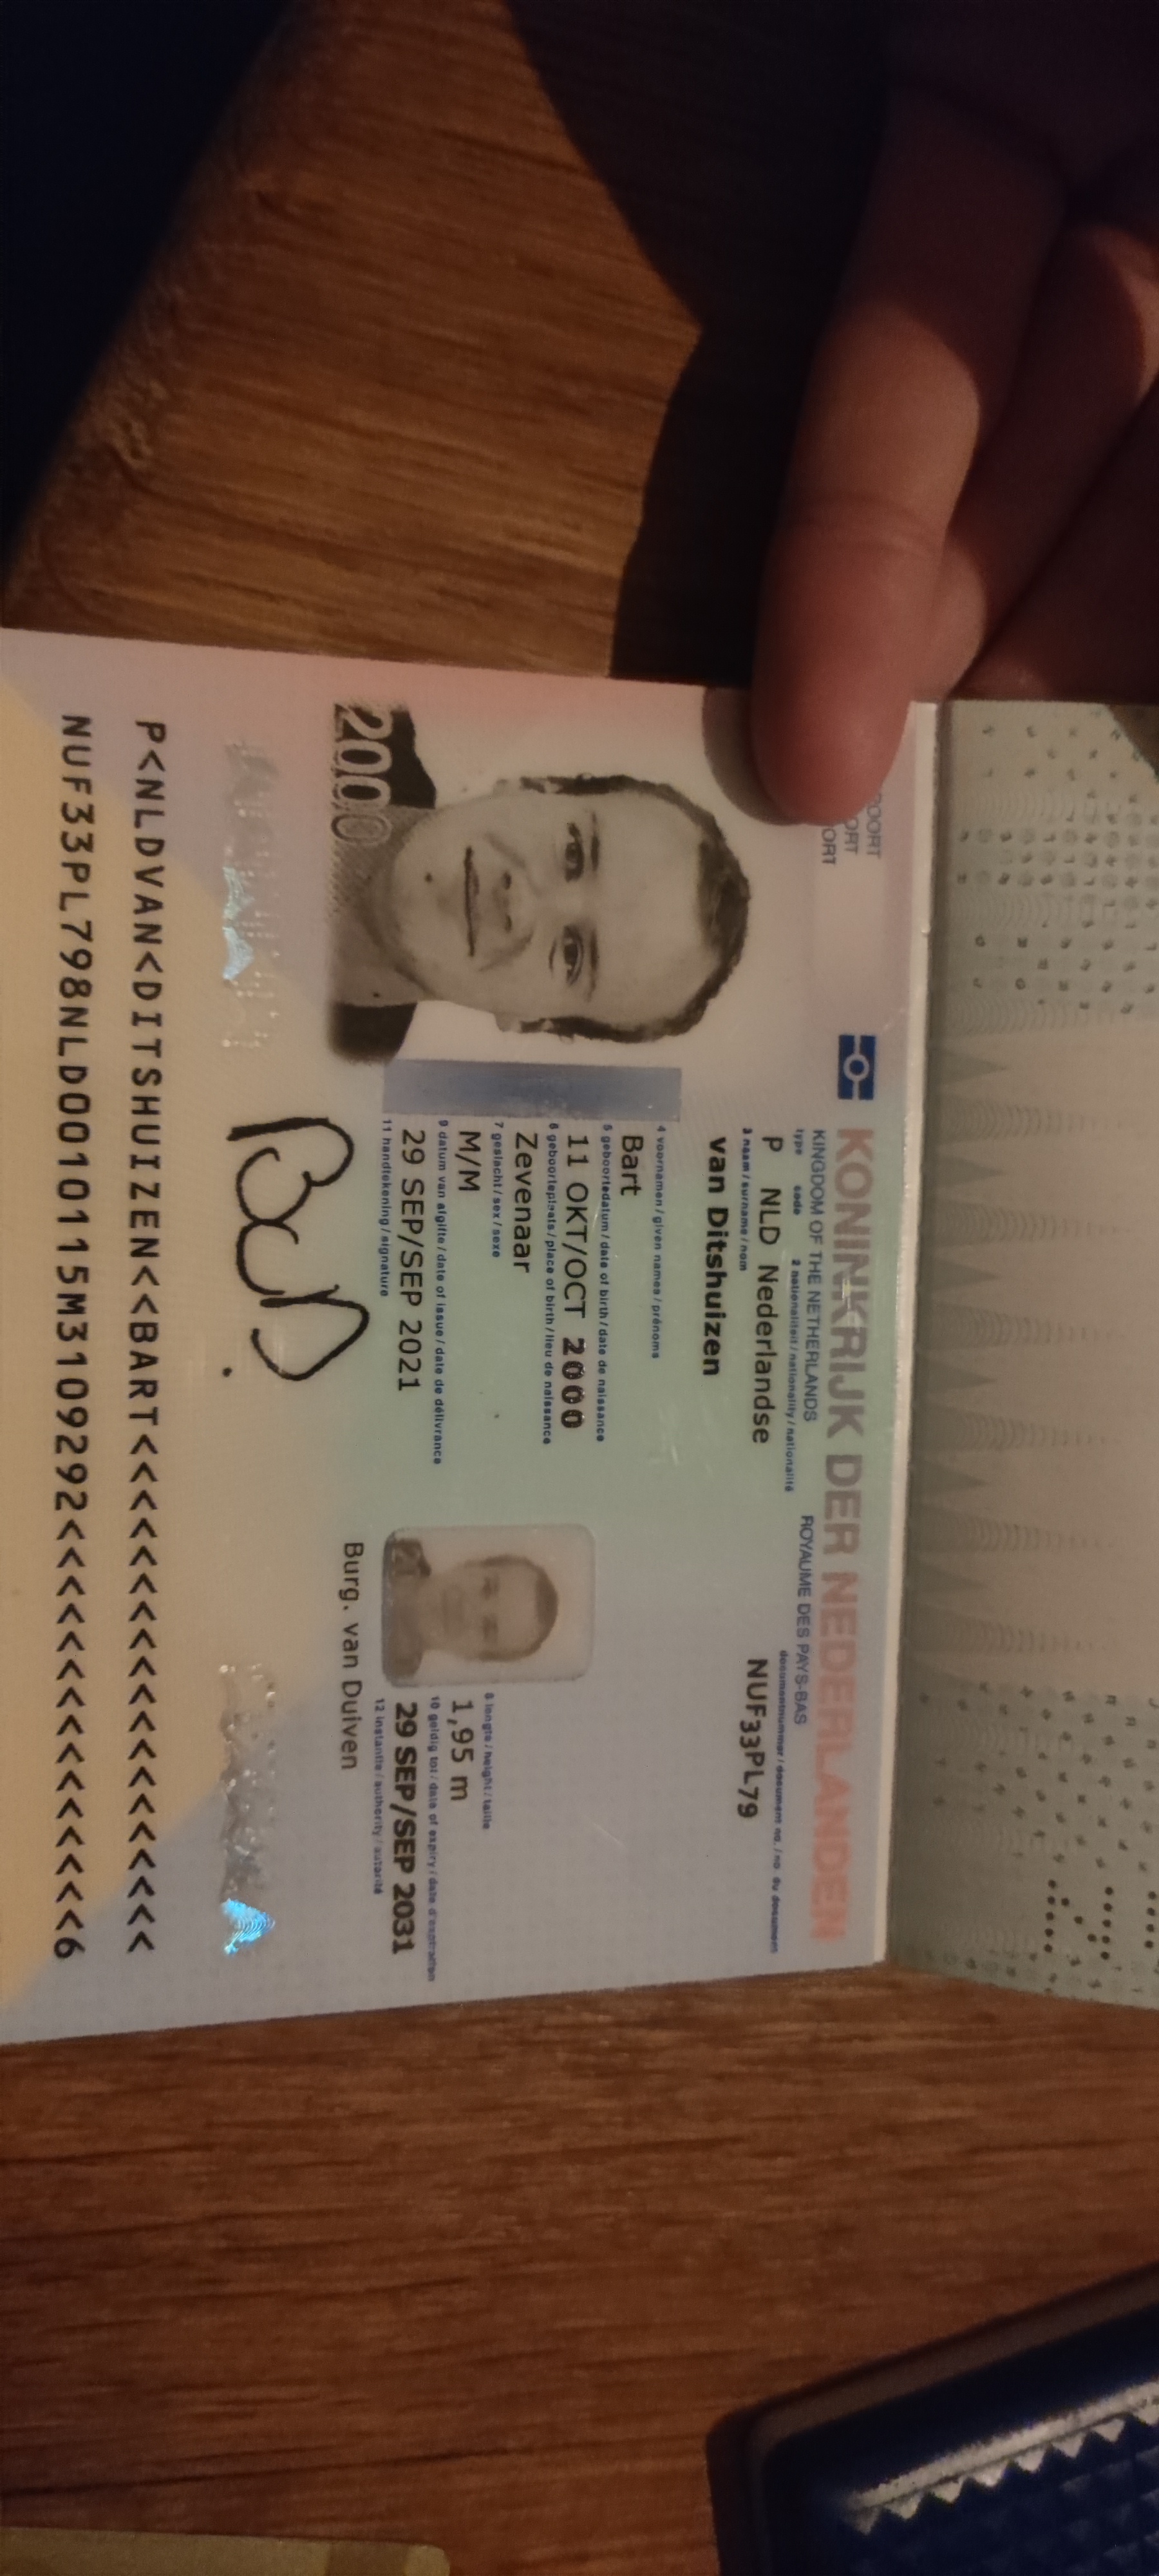 OORT
ORT
ORT
KONINKRIJK DER NEDERLANDEN
KINGDOM OF THE NETHERLANDS ROYAUME DES PAYS-BAS
type code 2 nationaliteit / nationality / nationalité documentnummer / document no. / no. du document
P NLD Nederlandse NUF33PL79
3 naam / surname / nom
van Ditshuizen
4 voornamen / given names / prénoms
Bart
5 geboortedatum / date of birth / date de naissance
11 OKT/OCT 2000
6 geboorteplaats / place of birth / lieu de naissance
Zevenaar
7 geslacht / sex / sexe 8 lengte / height / taille
M/M 1,95 m
9 datum van afgifte / date of issue / date de délivrance 10 geldig tot / date of expiry / date d'expiration
29 SEP/SEP 2021 29 SEP/SEP 2031
11 handtekening / signature 12 instantie / authority / autorité
Burg. van Duiven
2000
P<NLDVAN<DITSHUIZEN<<BART<<<<<<<<<<<<<<<<<<<
NUF33PL798NLD0010115M3109292<<<<<<<<<<<<<<<6